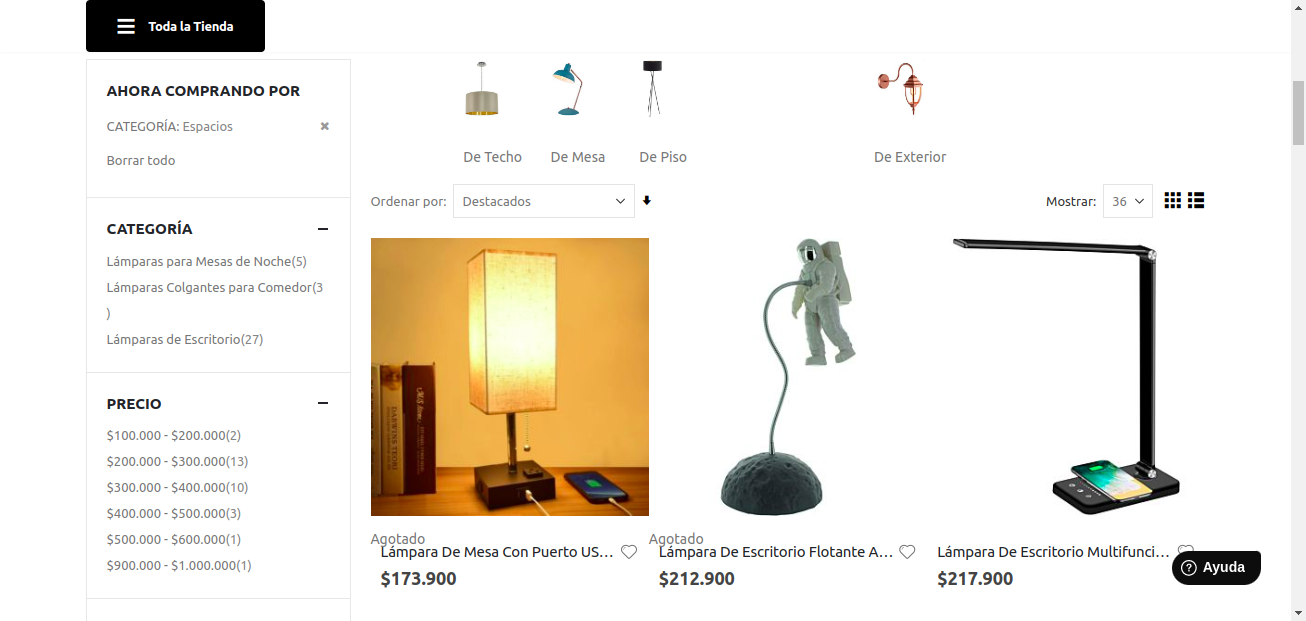 Toda la Tienda
AHORA COMPRANDO POR
CATEGORÍA: Espacios
Borrar todo
CATEGORÍA
Lámparas para Mesas de Noche(5)
Lámparas Colgantes para Comedor(3
)
Lámparas de Escritorio(27)
PRECIO
$100.000 - $200.000(2)
$200.000 - $300.000(13)
$300.000 - $400.000(10)
$400.000 - $500.000(3)
$500.000 - $600.000(1)
$900.000 - $1.000.000(1)
De Techo De Mesa De Piso De Exterior
Ordenar por: Destacados
Mostrar: 36
Agotado
Lámpara De Mesa Con Puerto US...
$173.900
Agotado
Lámpara De Escritorio Flotante A...
$212.900
Lámpara De Escritorio Multifunci...
$217.900
Ayuda